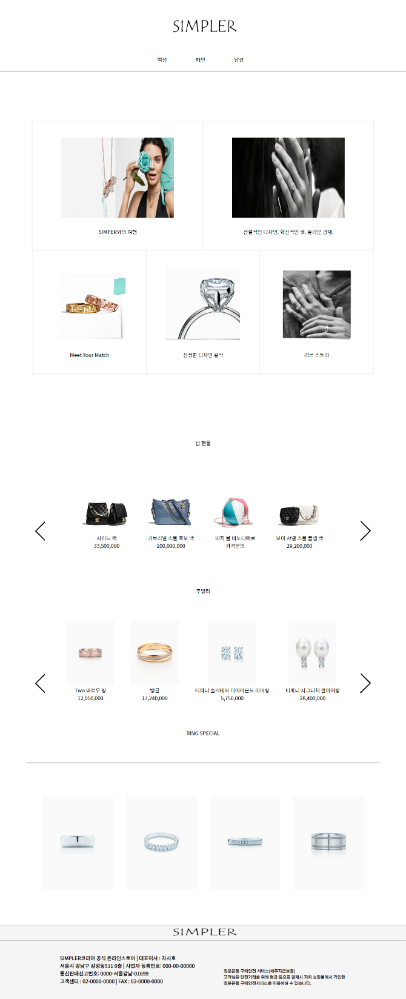 SIMPLER
여성 메인 남성
SIMPER와의 여행
전설적인 디자인. 혁신적인 컷. 놀라운 광채.
Meet Your Match
진정한 디자인 걸작
러브 스토리
탑 핸들
사이드 팩
33,500,000
가브리엘 스몰 호보 백
100,000,000
비치 볼 미노디에르
가격문의
보이 샤넬 스몰 플랩 백
29,200,000
주얼리
Two 내로우 링
12,050,000
뱅글
17,240,000
티파니 솔리테어 다이아몬드 이어링
5,750,000
티파니 시그니처 펄이어링
28,400,000
RING SPECIAL
SIMPLER
SIMPLER코리아 공식 온라인스토어 | 대표이사 : 차시호
서울시 강남구 삼성동511 0층 | 사업자 등록번호: 000-00-00000
통신판매신고번호: 0000-서울강남-01699
고객센터 : 02-0000-0000 | FAX : 02-0000-0000
청운은행 구매안전 서비스(채무지급보증)
고객님은 안전거래를 위해 현금 등으로 결제시 저희 쇼핑몰에서 가입한
청운은행 구매안전서비스를 이용하실 수 있습니다.